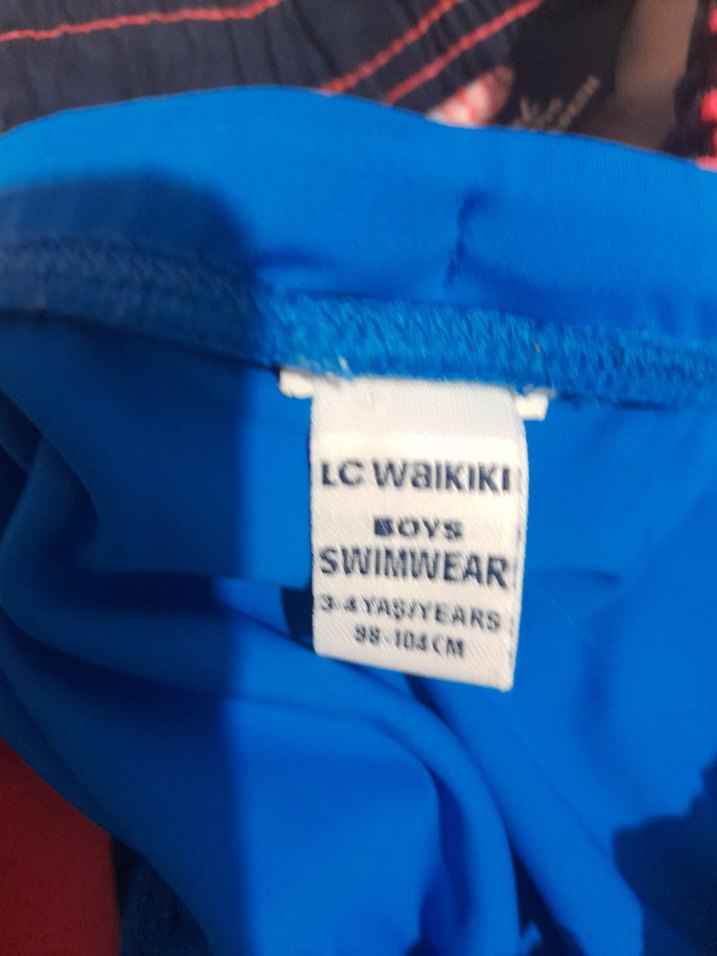 LC WAIKIKI
BOYS
SWIMWEAR
3-4 YAŞ/YEARS
98-104 CM